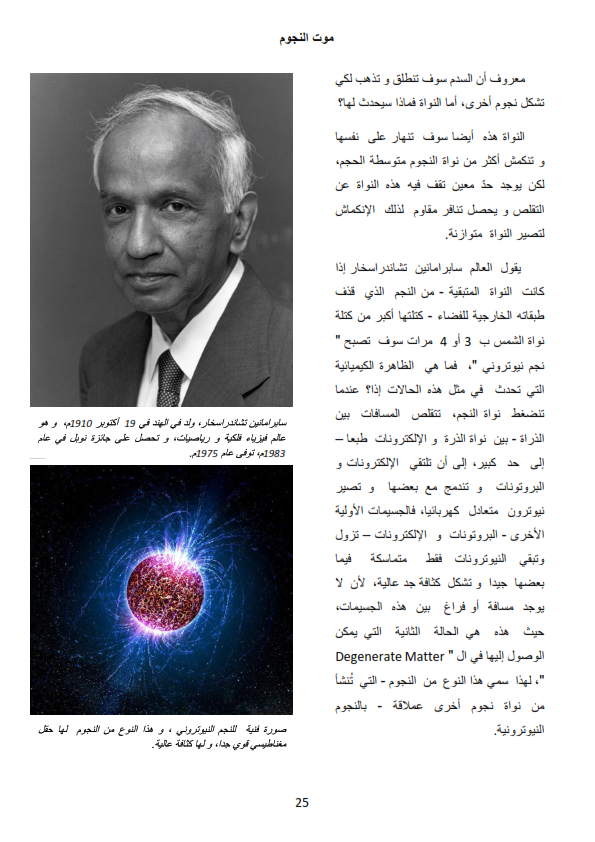 موت النجوم
معروف أن السدم سوف تنطلق و تذهب لكي
تشكل نجوم أخرى، أما النواة فماذا سيحدث لها؟
النواة هذه أيضا سوف تنهار على نفسها
و تنكمش أكثر من نواة النجوم متوسطة الحجم،
لكن يوجد حدّ معين تقف فيه هذه النواة عن
التقلص و يحصل تنافر مقاوم لذلك الإنكماش
لتصير النواة متوازنة.
يقول العالم سابرامانين تشاندراسخار إذا
كانت النواة المتبقية - من النجم الذي قذف
طبقاته الخارجية للفضاء - كتلتها أكبر من كتلة
نواة الشمس ب 3 أو 4 مرات سوف تصبح "
نجم نيوتروني "، فما هي الظاهرة الكيميائية
التي تحدث في مثل هذه الحالات إذا؟ عندما
تنضغط نواة النجم، تتقلص المسافات بين
الذراة - بين نواة الذرة و الإلكترونات طبعا –
إلى حد كبير، إلى أن تلتقي الإلكترونات و
البروتونات و تندمج مع بعضها و تصير
نيوترون متعادل كهربائيا، فالجسيمات الأولية
الأخرى - البروتونات و الإلكترونات – تزول
وتبقي النيوترونات فقط متماسكة فيما
بعضها جيدا و تشكل كثافة جد عالية، لأن لا
يوجد مسافة أو فراغ بين هذه الجسيمات،
حيث هذه هي الحالة الثانية التي يمكن
الوصول إليها في ال " Degenerate Matter
"، لهذا سمي هذا النوع من النجوم - التي تُنشأ
من نواة نجوم أخرى عملاقة - بالنجوم
النيوترونية.
سابرامانين تشاندراسخار، ولد في الهند في 19 أكتوبر 1910م، و هو
عالم فيزياء فلكية و رياضيات، و تحصل على جائزة نوبل في عام
1983م، توفى عام 1975م.
صورة فنية للنجم النيوتروني ، و هذا النوع من النجوم لها حقل
مغناطيسي قوي جدا، و لها كثافة عالية.
25